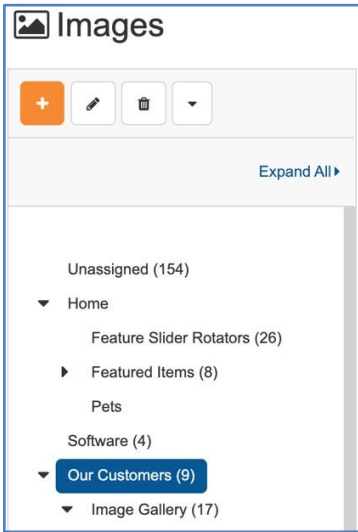 Images
Expand All
Unassigned (154)
Home
Feature Slider Rotators (26)
Featured Items (8)
Pets
Software (4)
Our Customers (9)
Image Gallery (17)